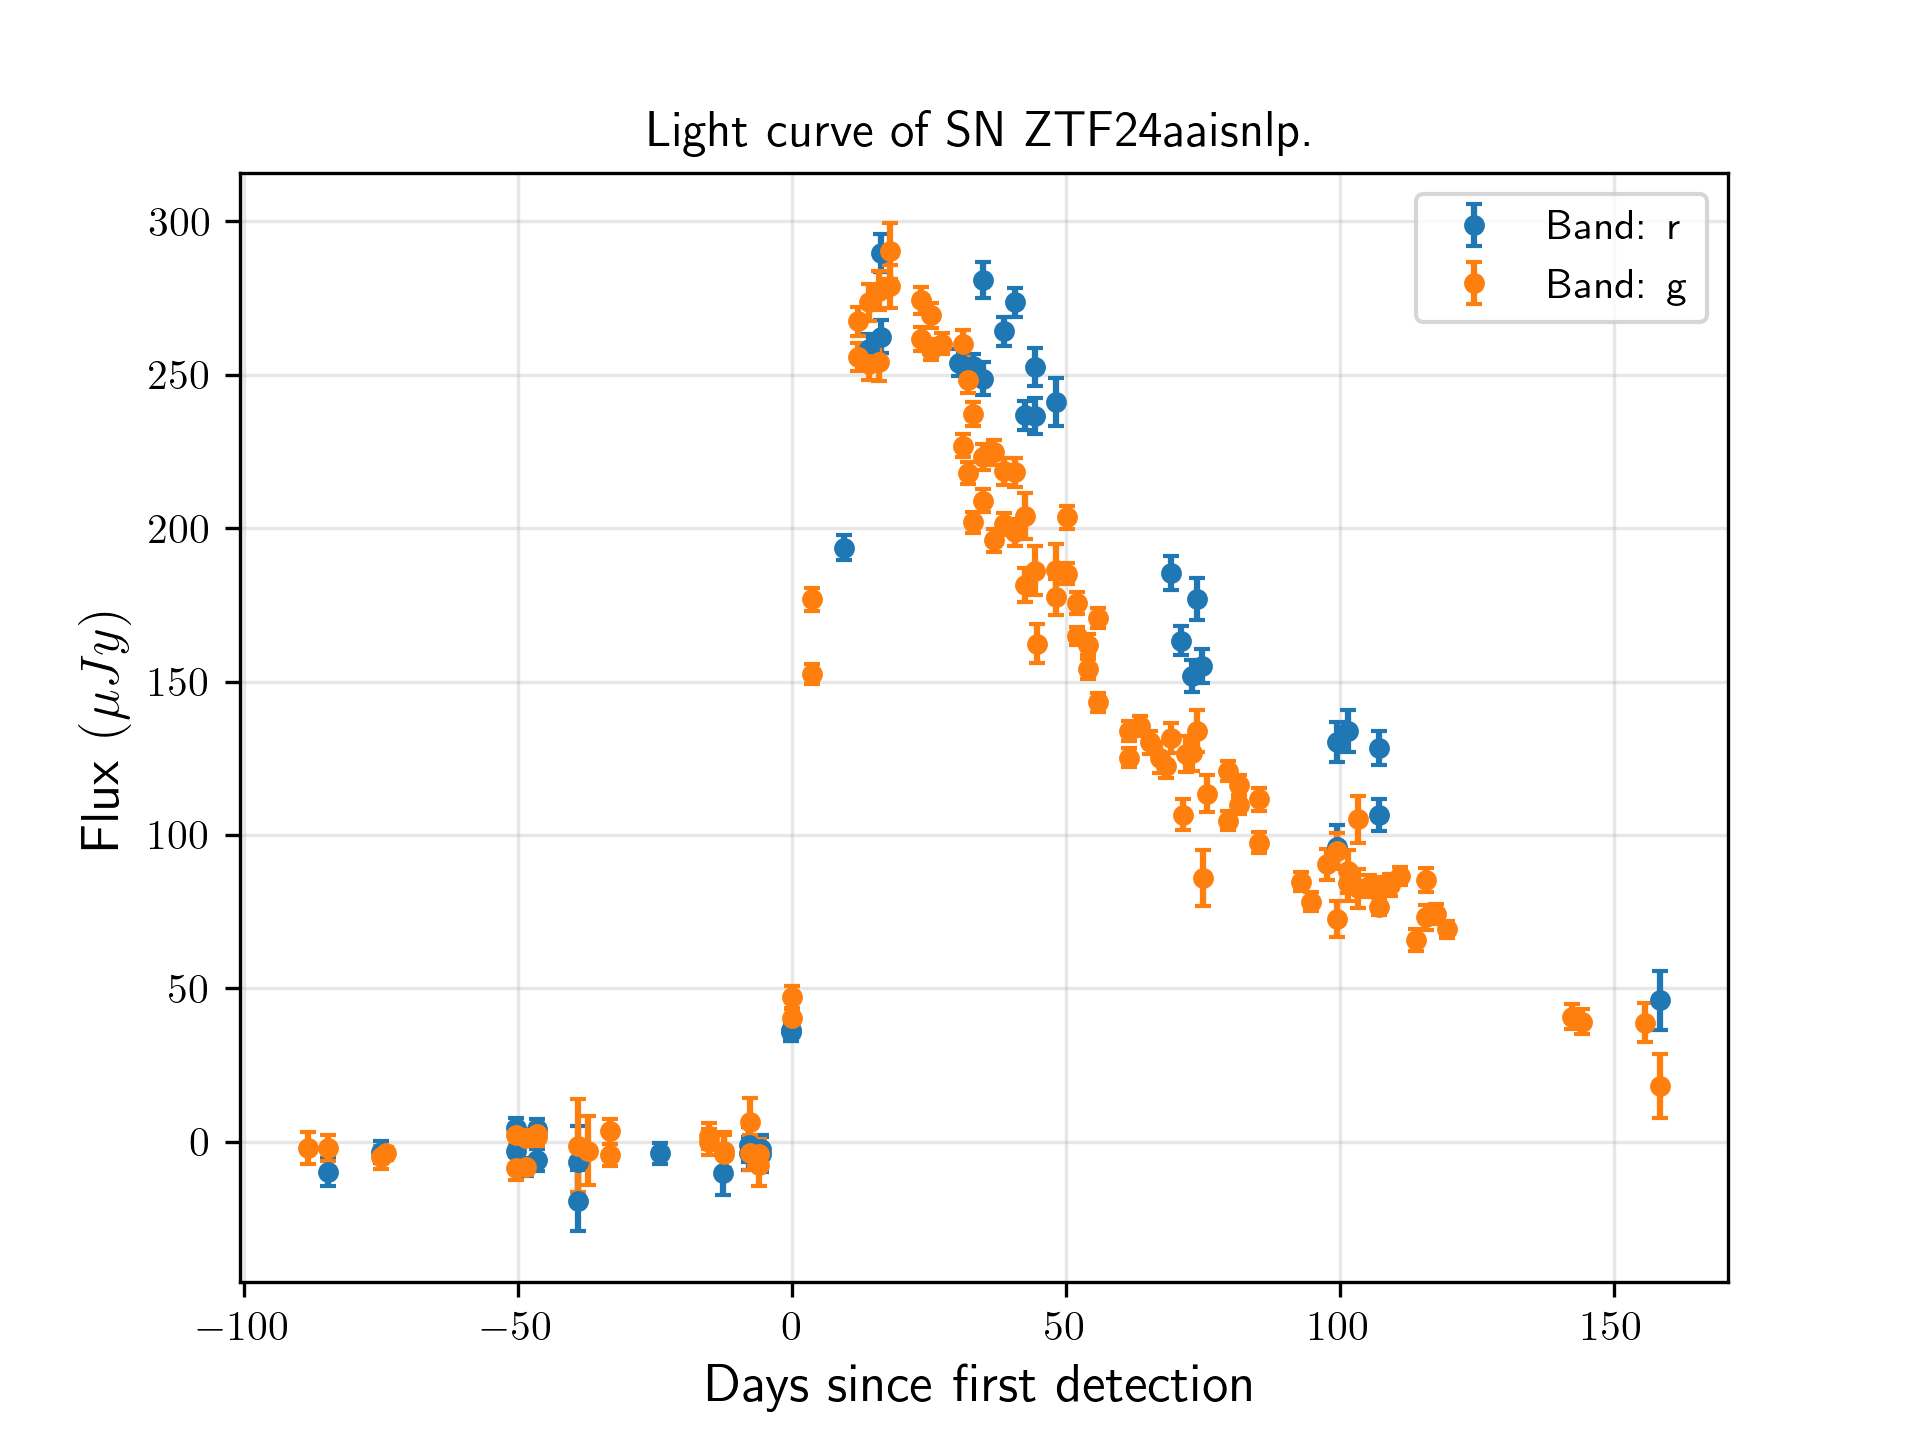 Light curve of SN ZTF24aaisnlp.
Band: r
Band: g
300
250
200
150
100
50
0
Flux (μJy)
−100
−50
0
50
100
150
Days since first detection